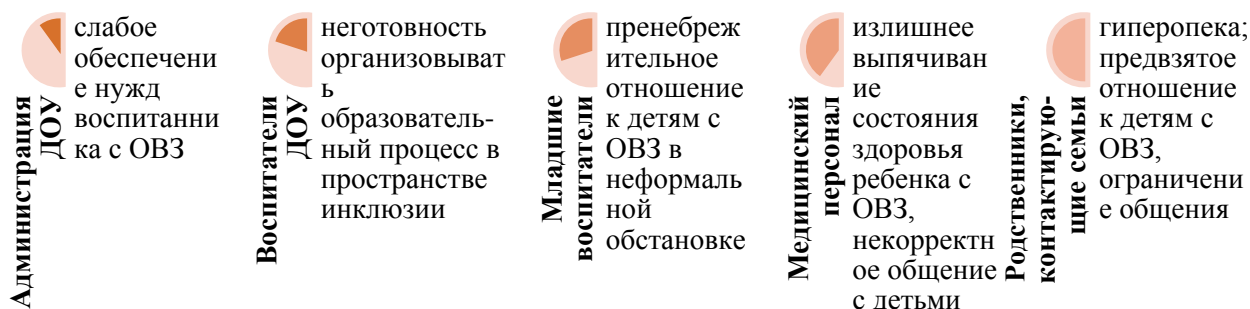 Администрация
ДОУ
слабое
обеспечени
е нужд
воспитанни
ка с ОВЗ
Воспитатели
ДОУ
неготовность
организовыват
ь
образователь-
ный процесс в
пространстве
инклюзии
Младшие
воспитатели
пренебреж
ительное
отношение
к детям с
ОВЗ в
неформаль
ной
обстановке
Медицинский
персонал
излишнее
выпячиван
ие
состояния
здоровья
ребенка с
ОВЗ,
некорректн
ое общение
с детьми
Родственники,
контактирую-
щие семьи
гиперопека;
предвзятое
отношение
к детям с
ОВЗ,
ограничени
е общения